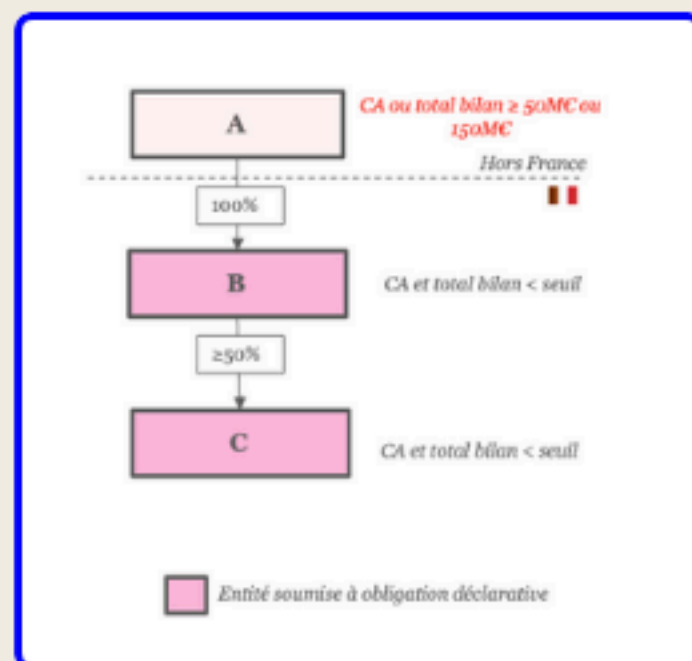 A
CA ou total bilan ≥ 50M€ ou
150M€
Hors France
100%
B
CA et total bilan < seuil
≥50%
C
CA et total bilan < seuil
Entité soumise à obligation déclarative